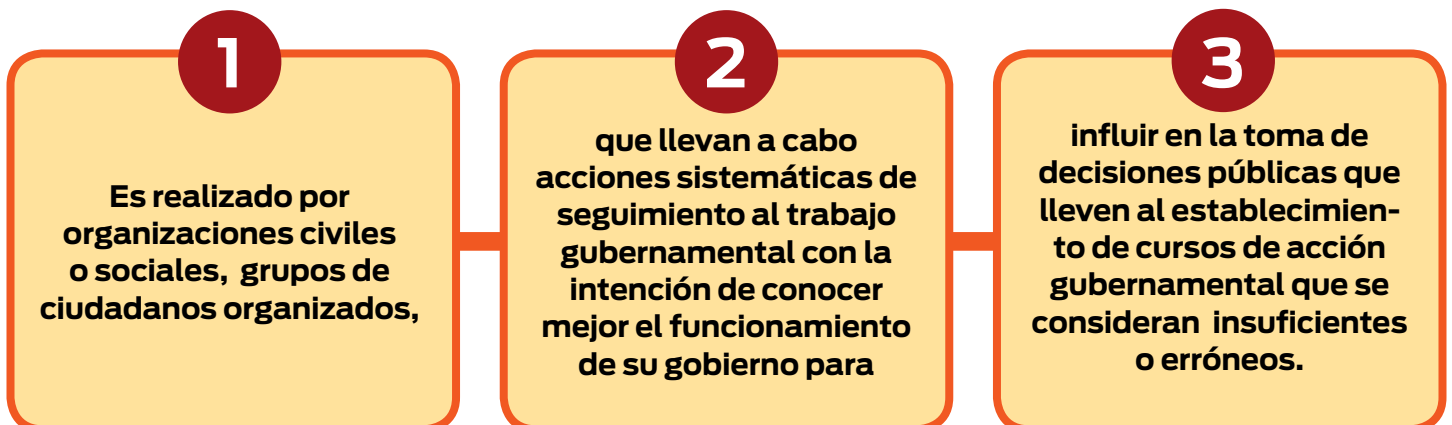 1
Es realizado por
organizaciones civiles
o sociales, grupos de
ciudadanos organizados,
2
que llevan a cabo
acciones sistemáticas de
seguimiento al trabajo
gubernamental con la
intención de conocer
mejor el funcionamiento
de su gobierno para
3
influir en la toma de
decisiones públicas que
lleven al establecimien-
to de cursos de acción
gubernamental que se
consideran insuficientes
o erróneos.